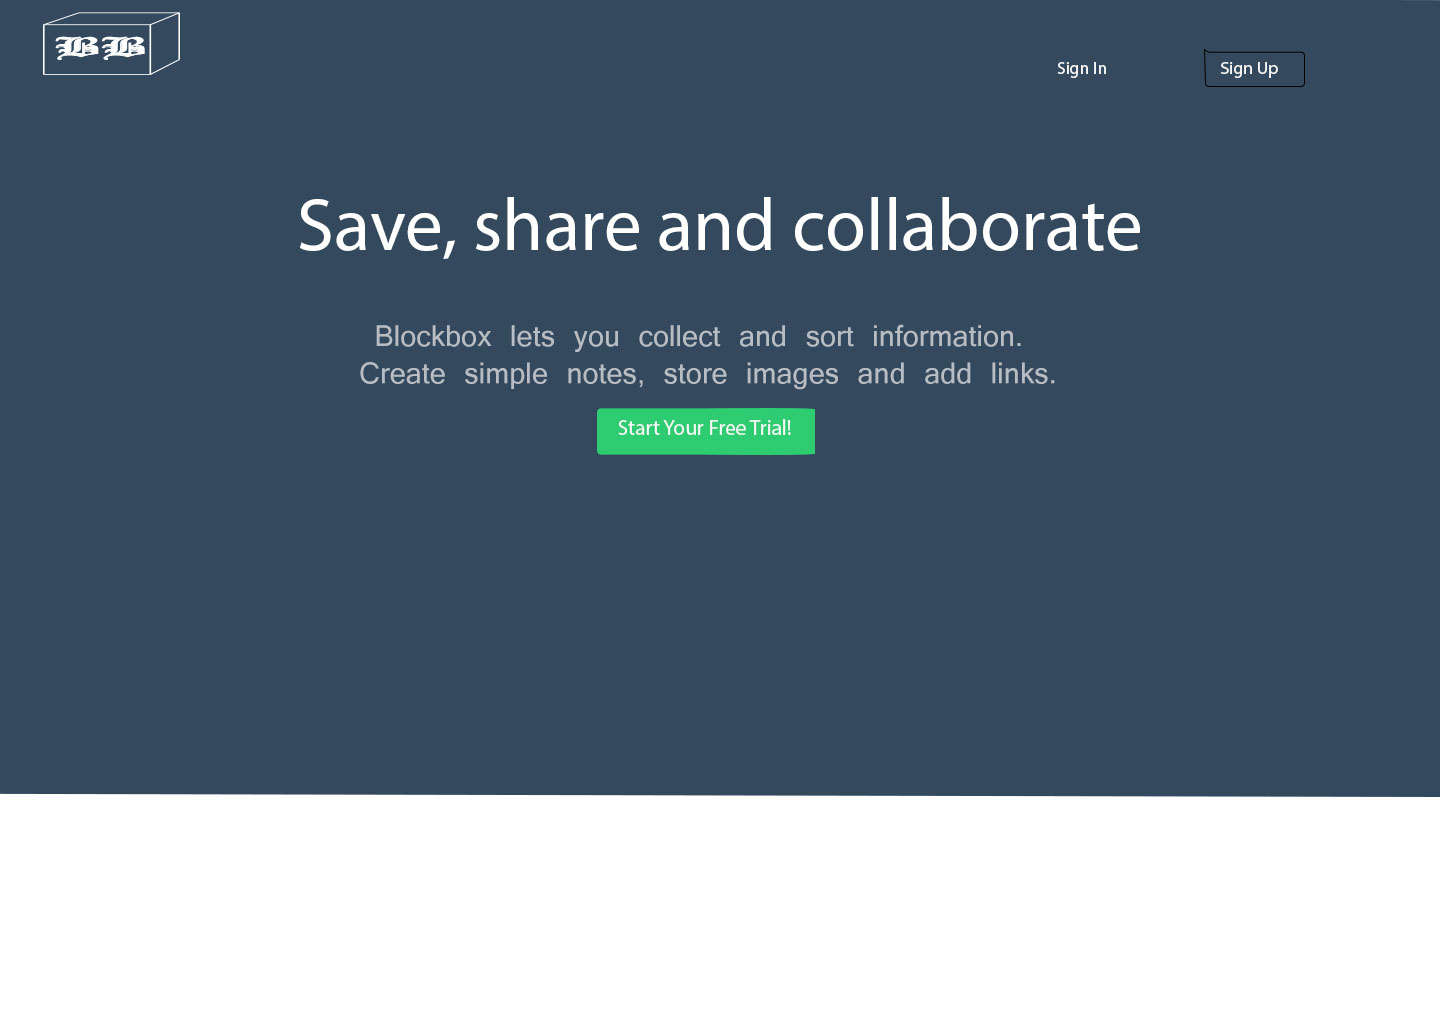 BB
Sign In
Sign Up
Save, share and collaborate
Blockbox lets you collect and sort information.
Create simple notes, store images and add links.
Start Your Free Trial!